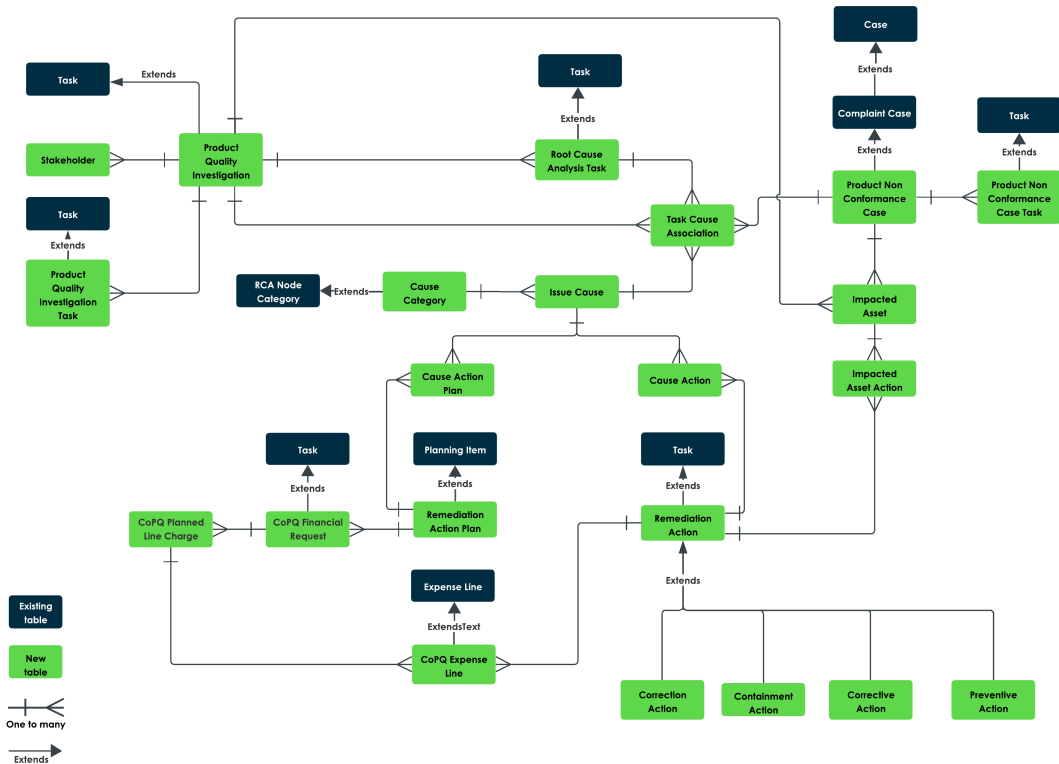 Case
Task
Extends
Task
Extends
Extends
Complaint Case
Task
Extends
Extends
Stakeholder
Product
Quality
Investigation
Root Cause
Analysis Task
Product Non
Conformance
Case
Product Non
Conformance
Case Task
Task
Extends
Task Cause
Association
Product
Quality
Investigation
Task
RCA Node
Category
Extends
Cause
Category
Issue Cause
Impacted
Asset
Cause Action
Plan
Cause Action
Impacted
Asset Action
Task
Extends
Planning Item
Extends
Task
Extends
CoPQ Planned
Line Charge
CoPQ Financial
Request
Remediation
Action Plan
Remediation
Action
Extends
Expense Line
ExtendsText
CoPQ Expense
Line
Correction
Action
Containment
Action
Corrective
Action
Preventive
Action
Existing
table
New
table
One to many
Extends